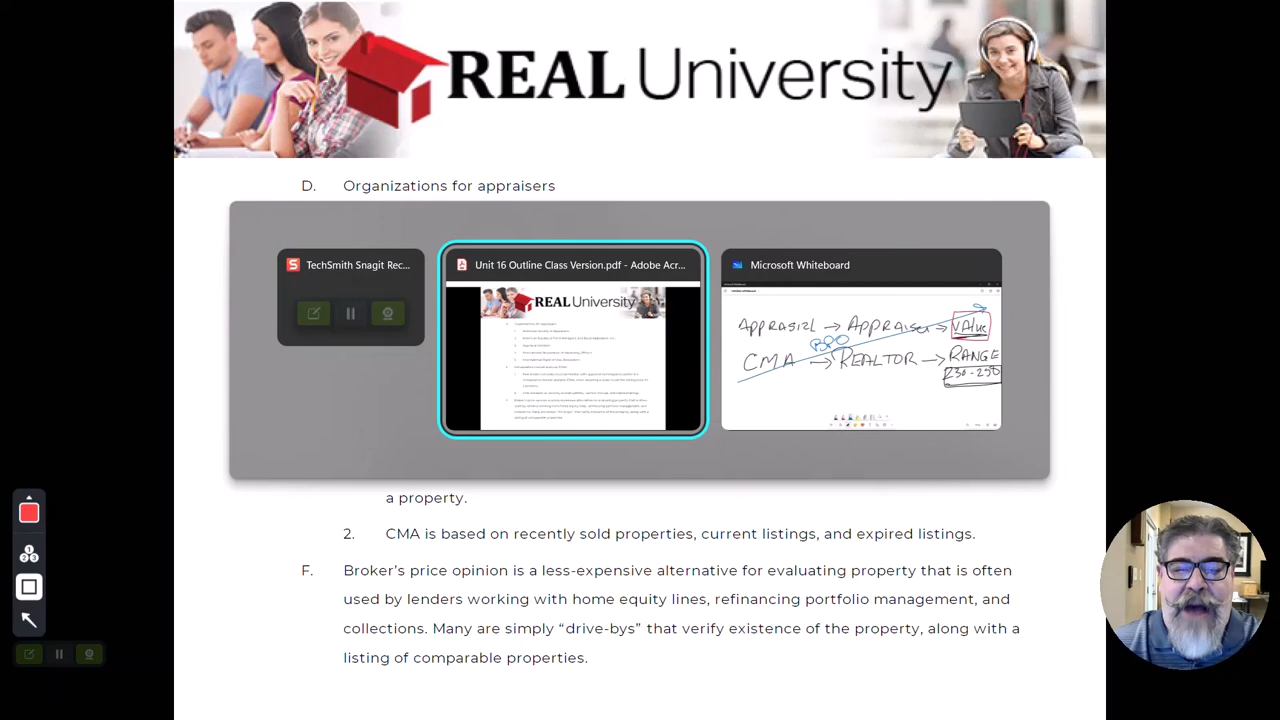 REAL University
D. Organizations for appraisers
TechSmith Snagit Rec...
Unit 16 Outline Class Version.pdf - Adobe Acr...
Microsoft Whiteboard
REAL University
APPRASIZL → APPRAISER → VALUE
BPO
CMA → REALTOR → RANGE
230-250
a property.
2. CMA is based on recently sold properties, current listings, and expired listings.
F. Broker's price opinion is a less-expensive alternative for evaluating property that is often
used by lenders working with home equity lines, refinancing portfolio management, and
collections. Many are simply “drive-bys” that verify existence of the property, along with a
listing of comparable properties.